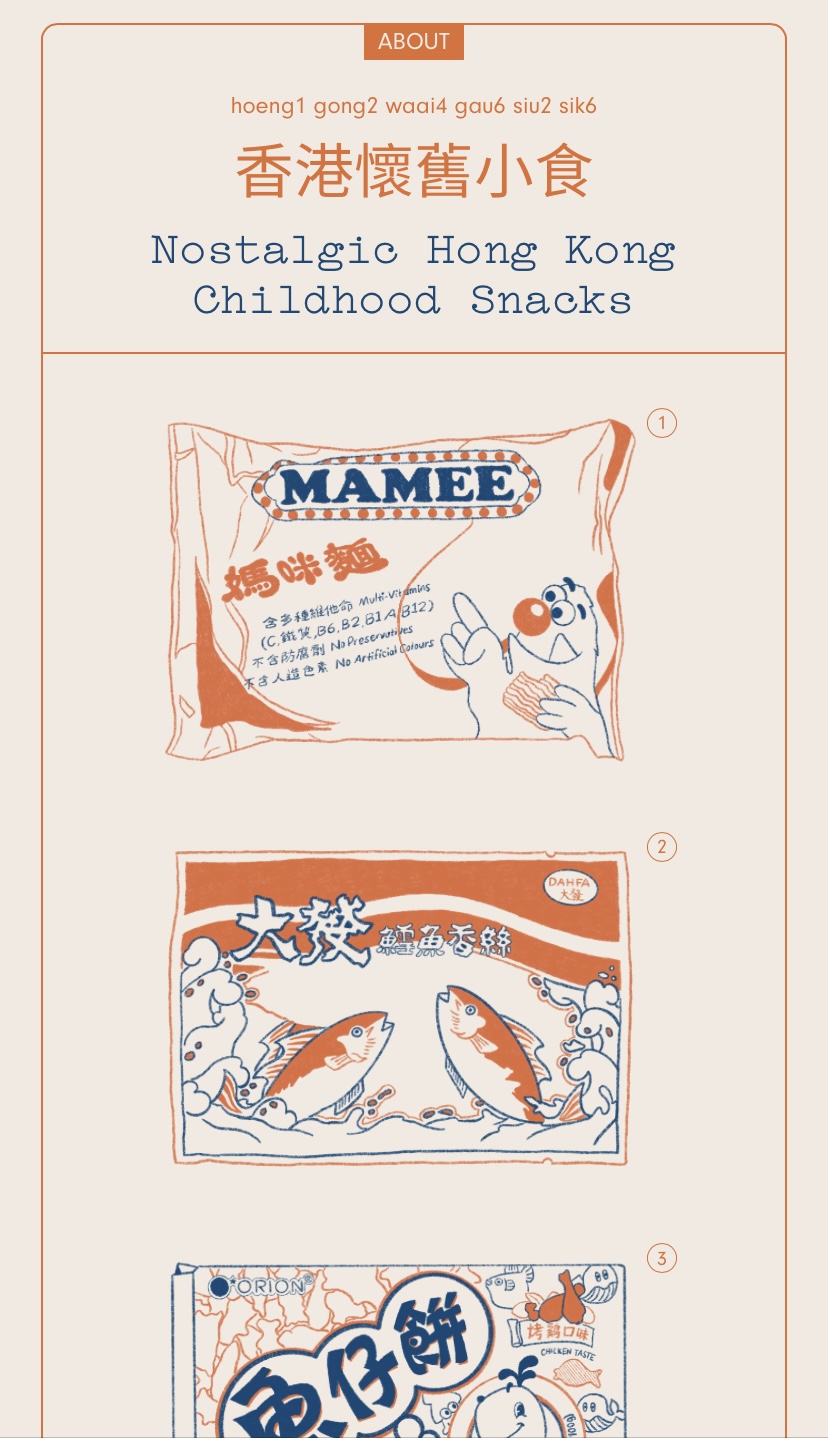 ABOUT
hoeng1 gong2 waai4 gau6 siu2 sik6
香港懷舊小食
Nostalgic Hong Kong
Childhood Snacks
1
MAMEE
媽咪麵
含多種維他命 Multi-Vitamins
(C,鐵質,B6,B2,B1,A,B12)
不含防腐劑 No Preservatives
不含人造色素 No Artificial Colours
2
DAHFA
大發
大發 鱈魚香絲
3
ORION®
烤鷄口味
CHICKEN TASTE
魚仔餅
100g